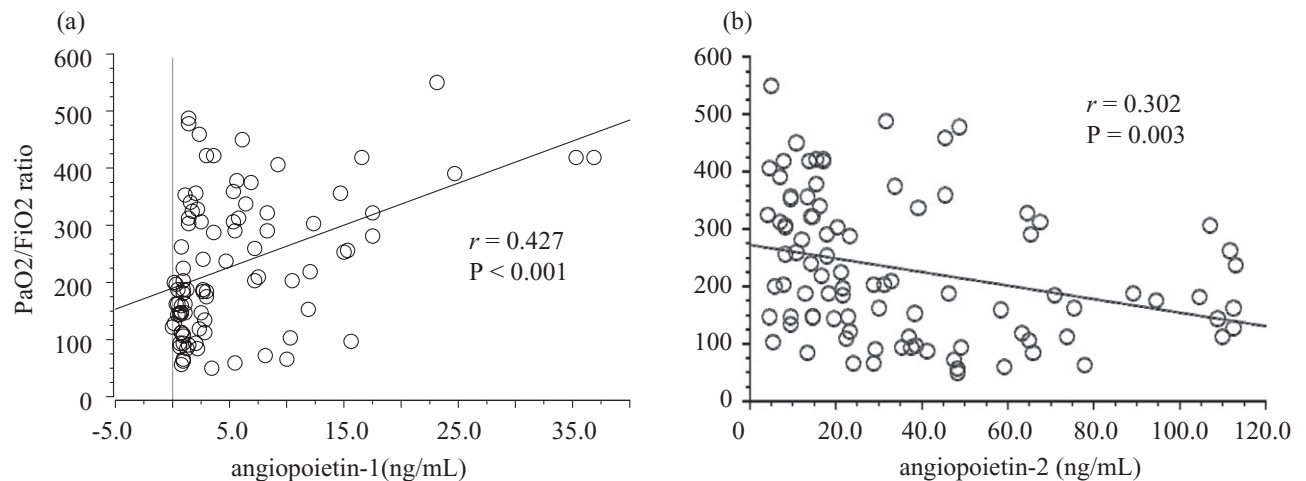 (a)
600
500
400
300
200
100
0
PaO2/FiO2 ratio
r = 0.427
P < 0.001
-5.0 5.0 15.0 25.0 35.0
angiopoietin-1(ng/mL)
(b)
600
500
400
300
200
100
0
r = 0.302
P = 0.003
0 20.0 40.0 60.0 80.0 100.0 120.0
angiopoietin-2 (ng/mL)